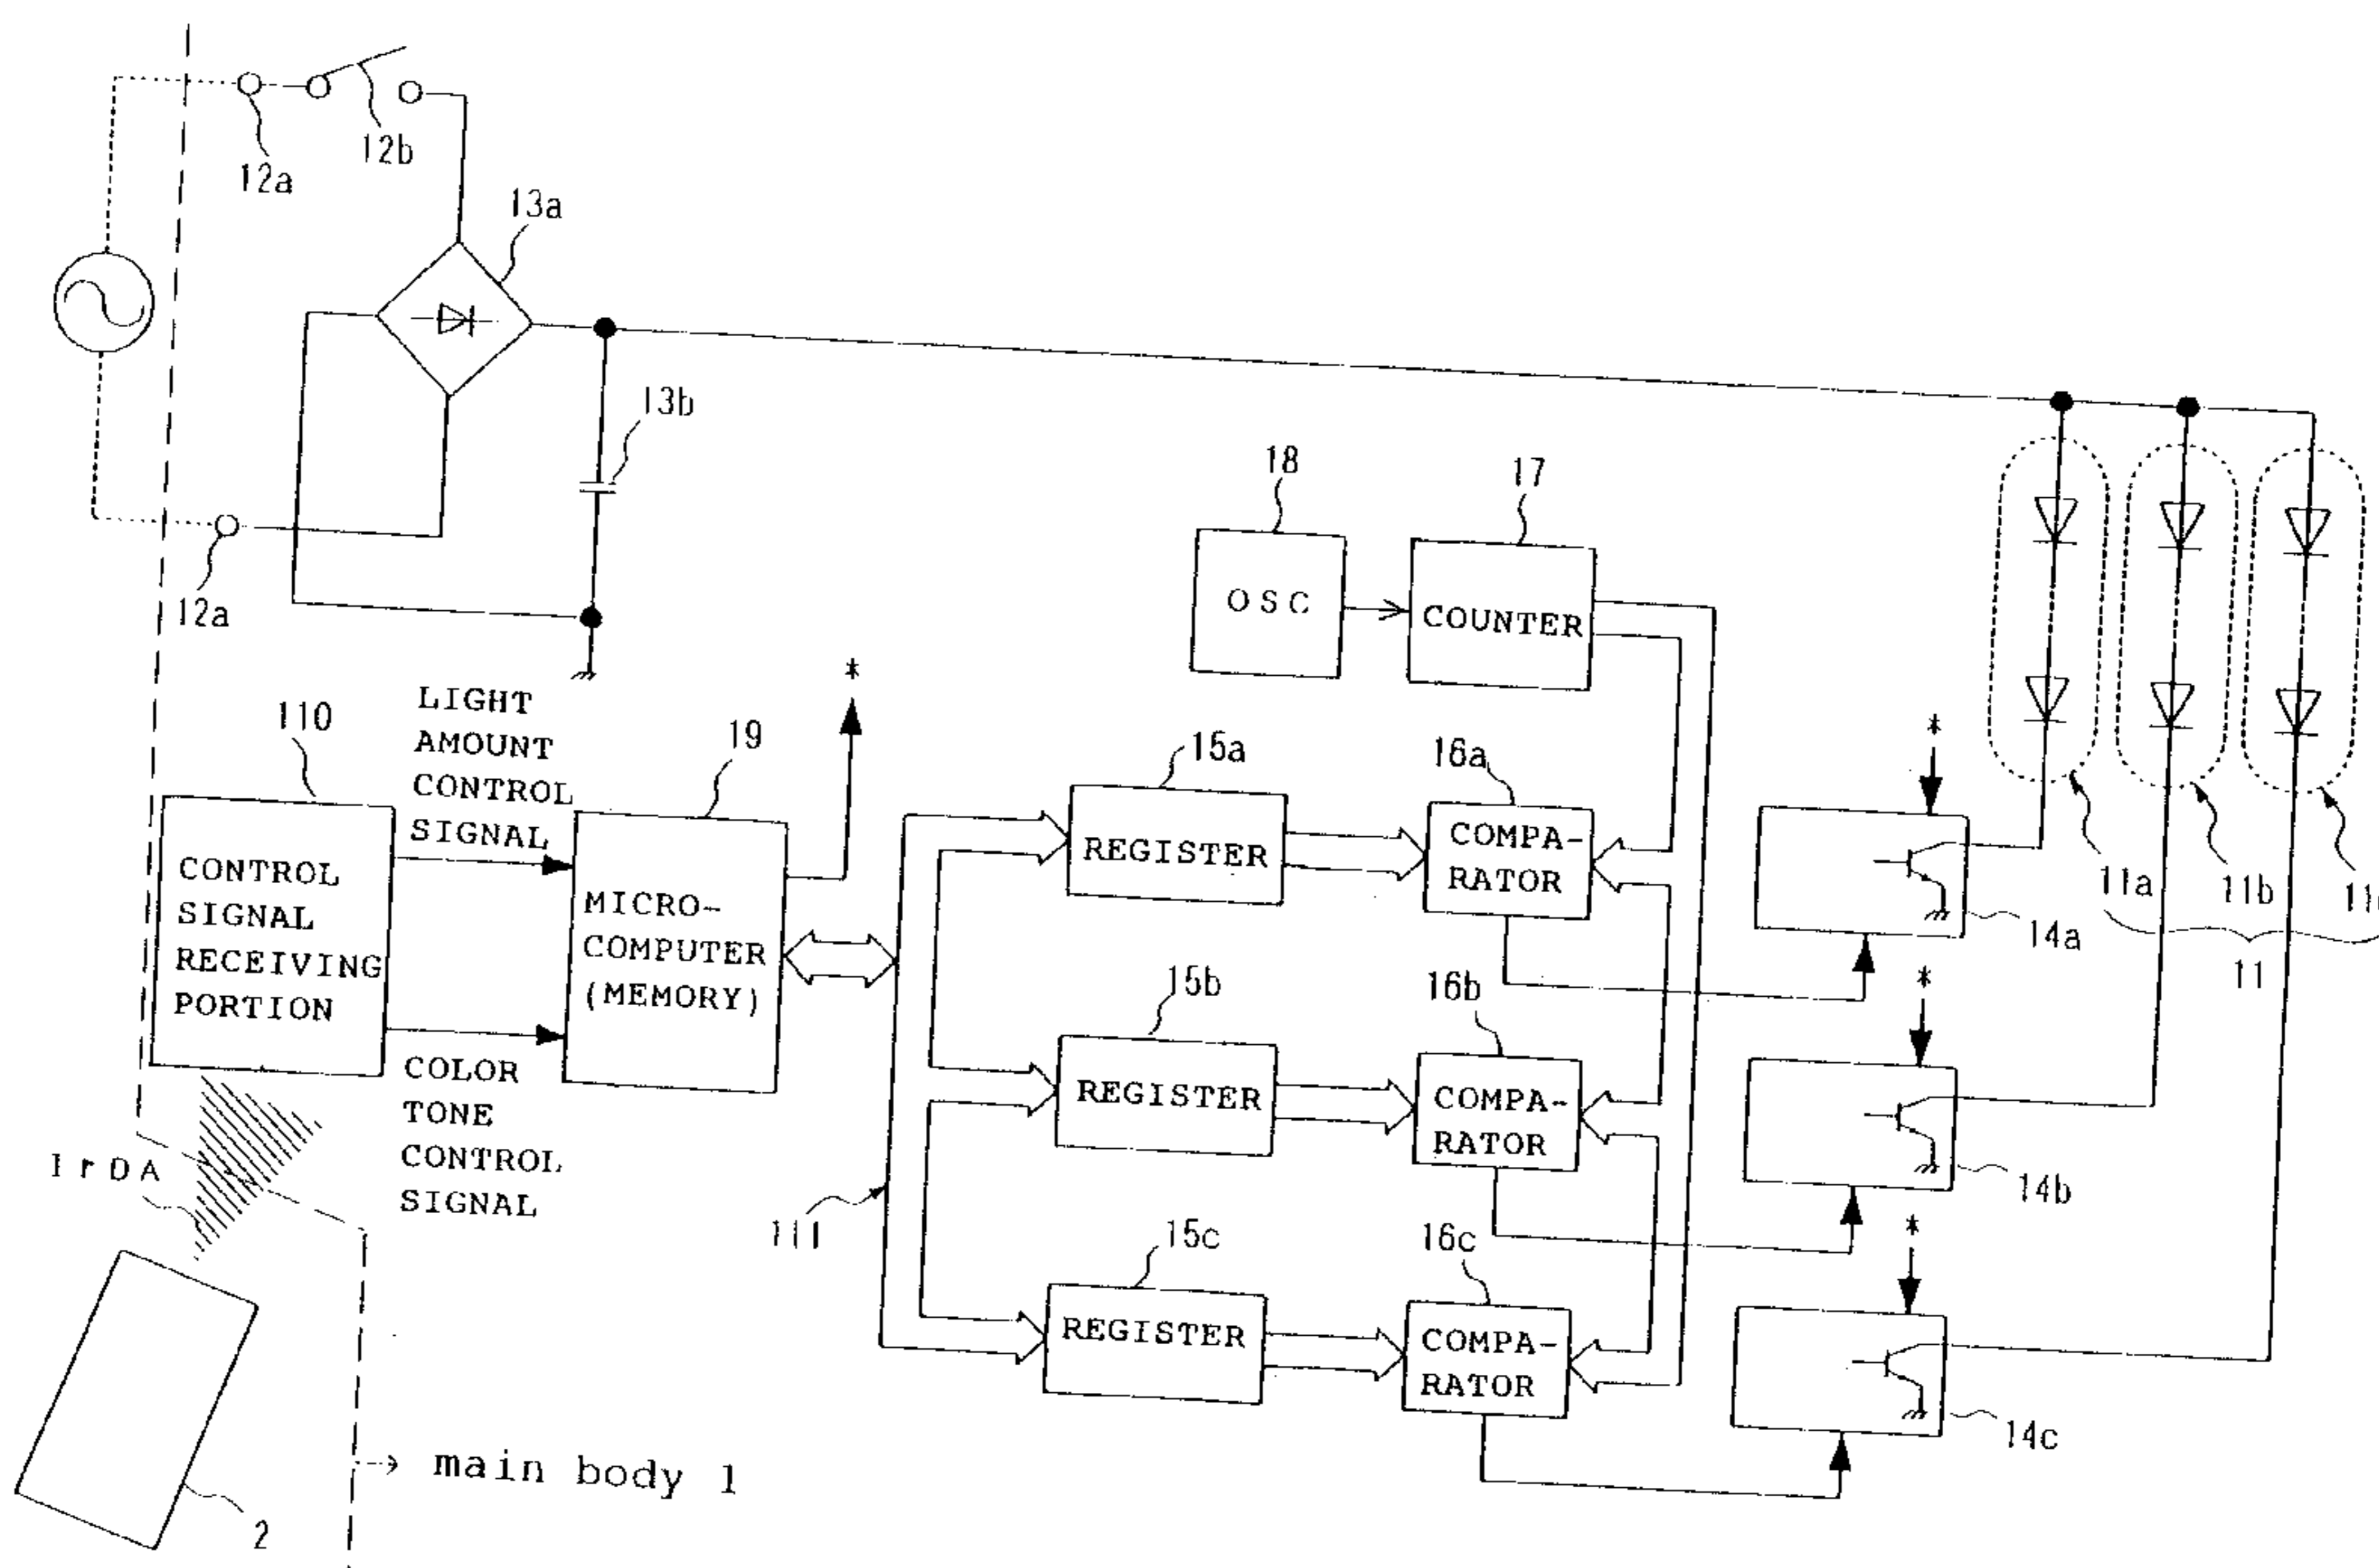 12a
12b
13a
13b
12a
18
17
OSC
COUNTER
*
LIGHT
AMOUNT
CONTROL
SIGNAL
110
19
15a
16a
*
CONTROL
SIGNAL
RECEIVING
PORTION
MICRO-
COMPUTER
(MEMORY)
REGISTER
COMPA-
RATOR
14a
11a
11b
11
15b
16b
*
COLOR
TONE
CONTROL
SIGNAL
IrDA
111
REGISTER
COMPA-
RATOR
14b
15c
16c
*
REGISTER
COMPA-
RATOR
14c
main body 1
2